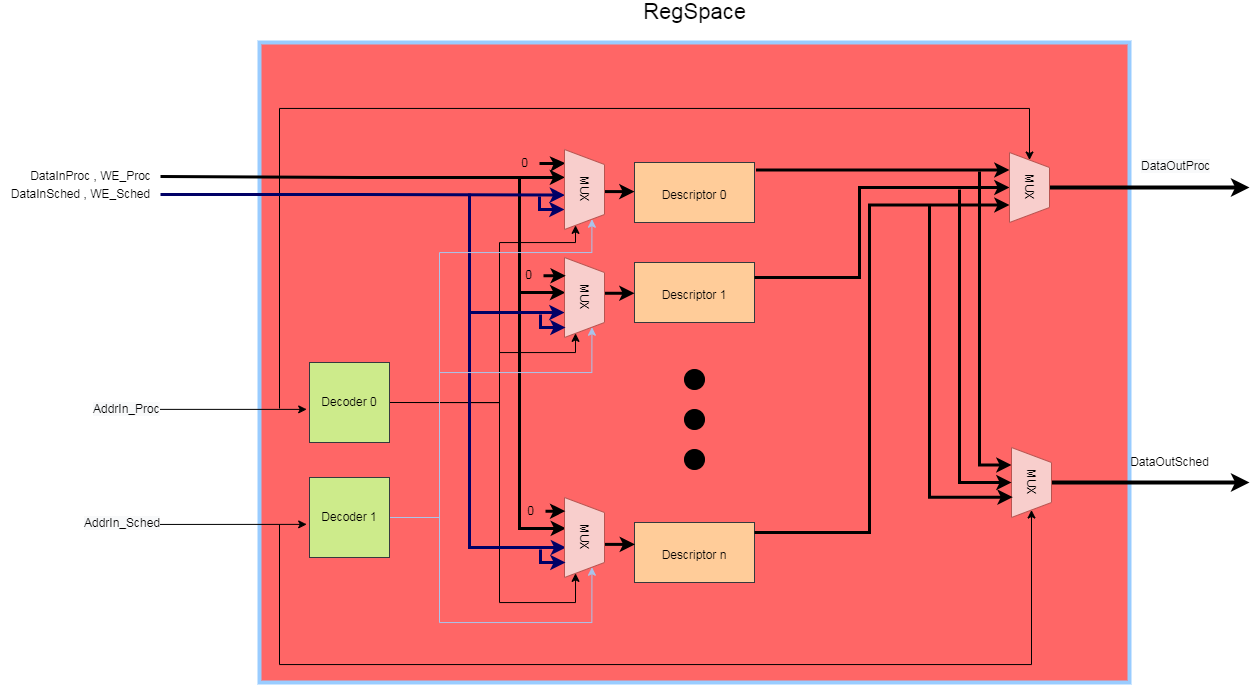 RegSpace
DataInProc , WE_Proc
DataInSched , WE_Sched
0
MUX
Descriptor 0
MUX
DataOutProc
0
MUX
Descriptor 1
AddrIn_Proc
Decoder 0
AddrIn_Sched
Decoder 1
0
MUX
Descriptor n
MUX
DataOutSched